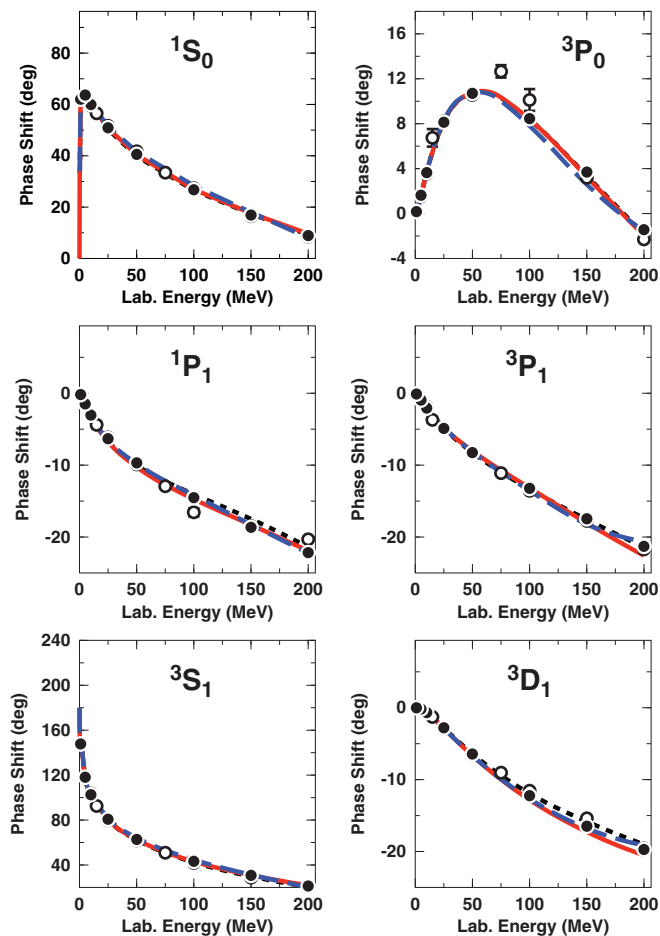 ¹S₀
Phase Shift (deg)
80
60
40
20
0
0 50 100 150 200
Lab. Energy (MeV)
³P₀
Phase Shift (deg)
16
12
8
4
0
-4
0 50 100 150 200
Lab. Energy (MeV)
¹P₁
Phase Shift (deg)
0
-10
-20
0 50 100 150 200
Lab. Energy (MeV)
³P₁
Phase Shift (deg)
0
-10
-20
0 50 100 150 200
Lab. Energy (MeV)
³S₁
Phase Shift (deg)
240
200
160
120
80
40
0 50 100 150 200
Lab. Energy (MeV)
³D₁
Phase Shift (deg)
0
-10
-20
0 50 100 150 200
Lab. Energy (MeV)